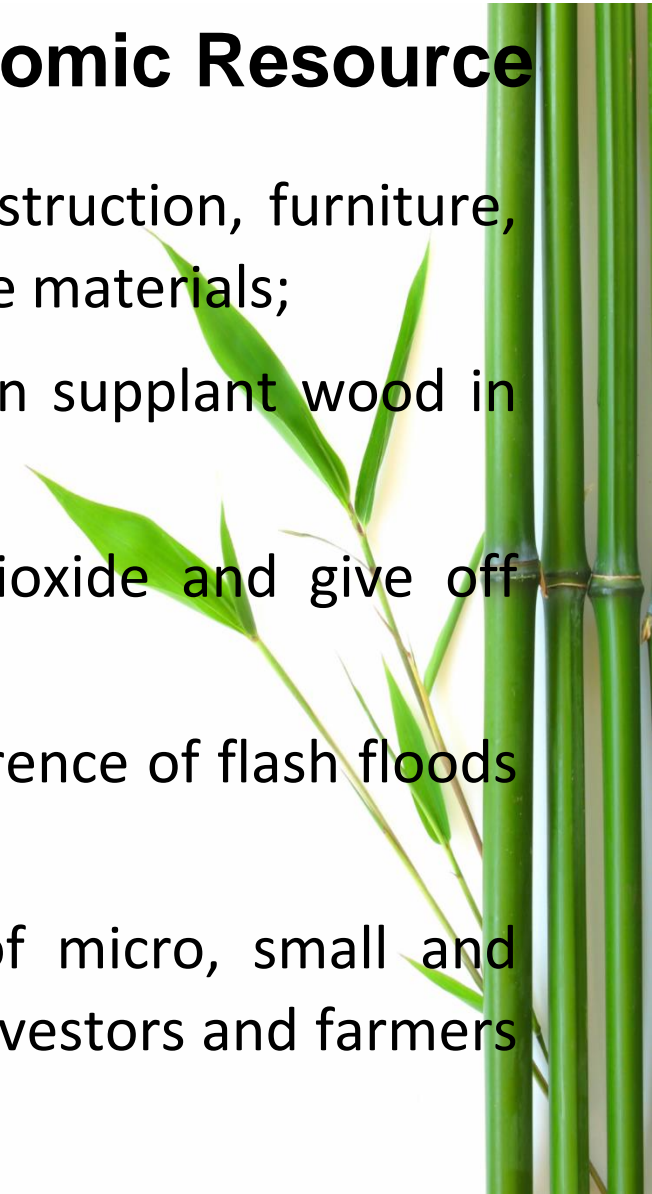 omic Resource
struction, furniture,
e materials;
n supplant wood in
ioxide and give off
rence of flash floods
of micro, small and
vestors and farmers